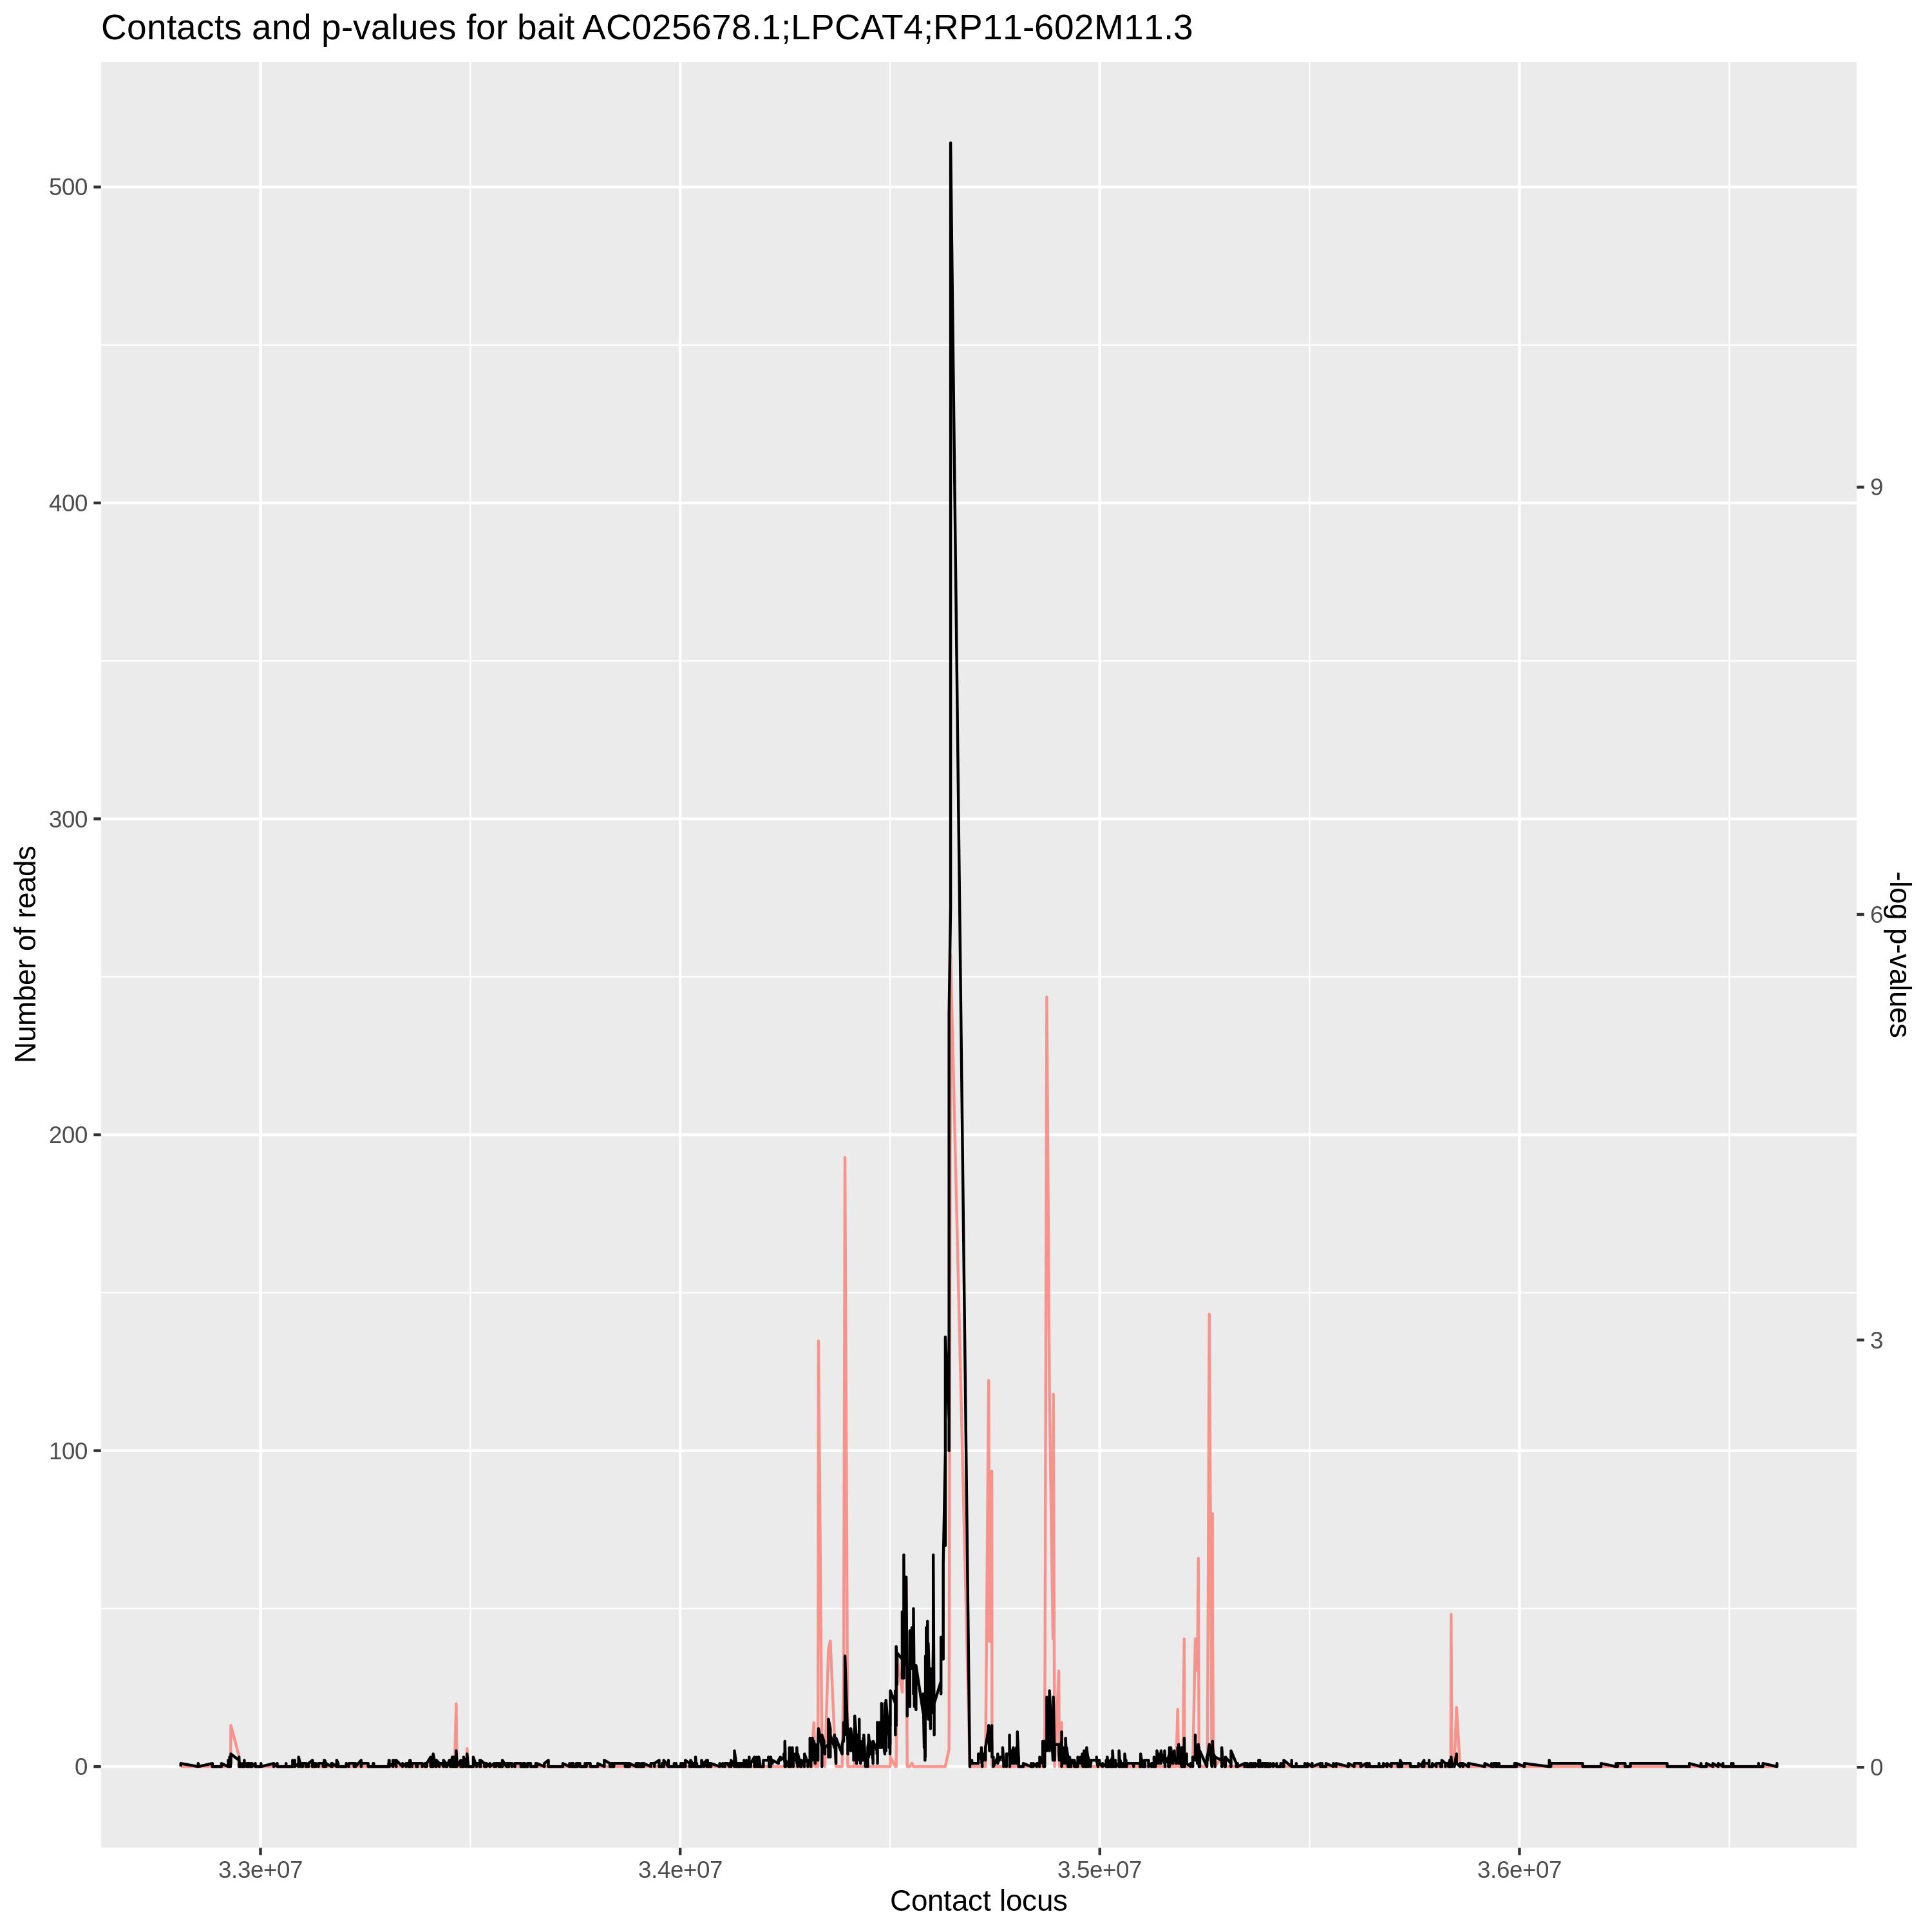 Contacts and p-values for bait AC025678.1;LPCAT4;RP11-602M11.3
500
400
300
200
100
0
Number of reads
9
6
3
0
-log p-values
3.3e+07
3.4e+07
3.5e+07
3.6e+07
Contact locus